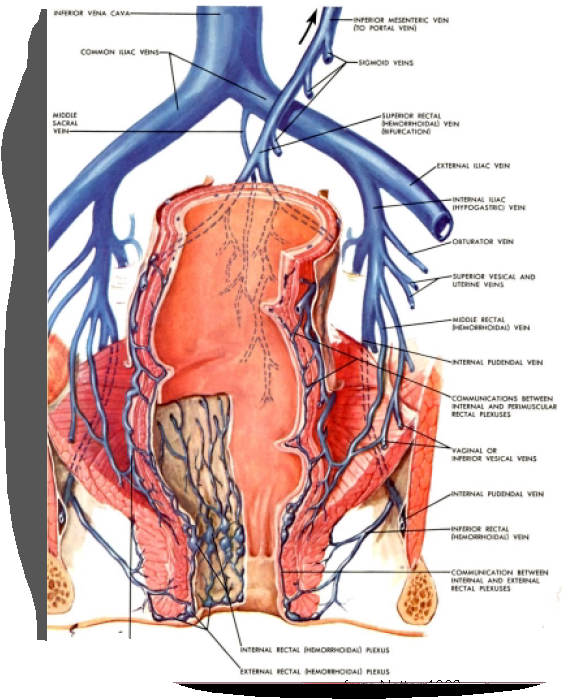 INFERIOR VENA CAVA
INFERIOR MESENTERIC VEIN
(TO PORTAL VEIN)
COMMON ILIAC VEINS
SIGMOID VEINS
MIDDLE
SACRAL
VEIN
SUPERIOR RECTAL
(HEMORRHOIDAL) VEIN
(BIFURCATION)
EXTERNAL ILIAC VEIN
INTERNAL ILIAC
(HYPOGASTRIC) VEIN
OBTURATOR VEIN
SUPERIOR VESICAL AND
UTERINE VEINS
MIDDLE RECTAL
(HEMORRHOIDAL) VEIN
INTERNAL PUDENDAL VEIN
COMMUNICATIONS BETWEEN
INTERNAL AND PERIMUSCULAR
RECTAL PLEXUSES
VAGINAL OR
INFERIOR VESICAL VEINS
INTERNAL PUDENDAL VEIN
INFERIOR RECTAL
(HEMORRHOIDAL) VEIN
COMMUNICATION BETWEEN
INTERNAL AND EXTERNAL
RECTAL PLEXUSES
INTERNAL RECTAL (HEMORRHOIDAL) PLEXUS
EXTERNAL RECTAL (HEMORRHOIDAL) PLEXUS